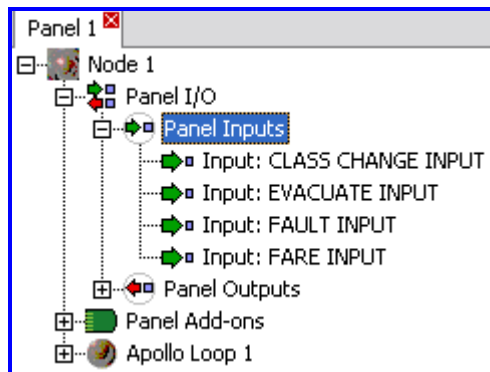 Panel 1
Node 1
Panel I/O
Panel Inputs
Input: CLASS CHANGE INPUT
Input: EVACUATE INPUT
Input: FAULT INPUT
Input: FARE INPUT
Panel Outputs
Panel Add-ons
Apollo Loop 1